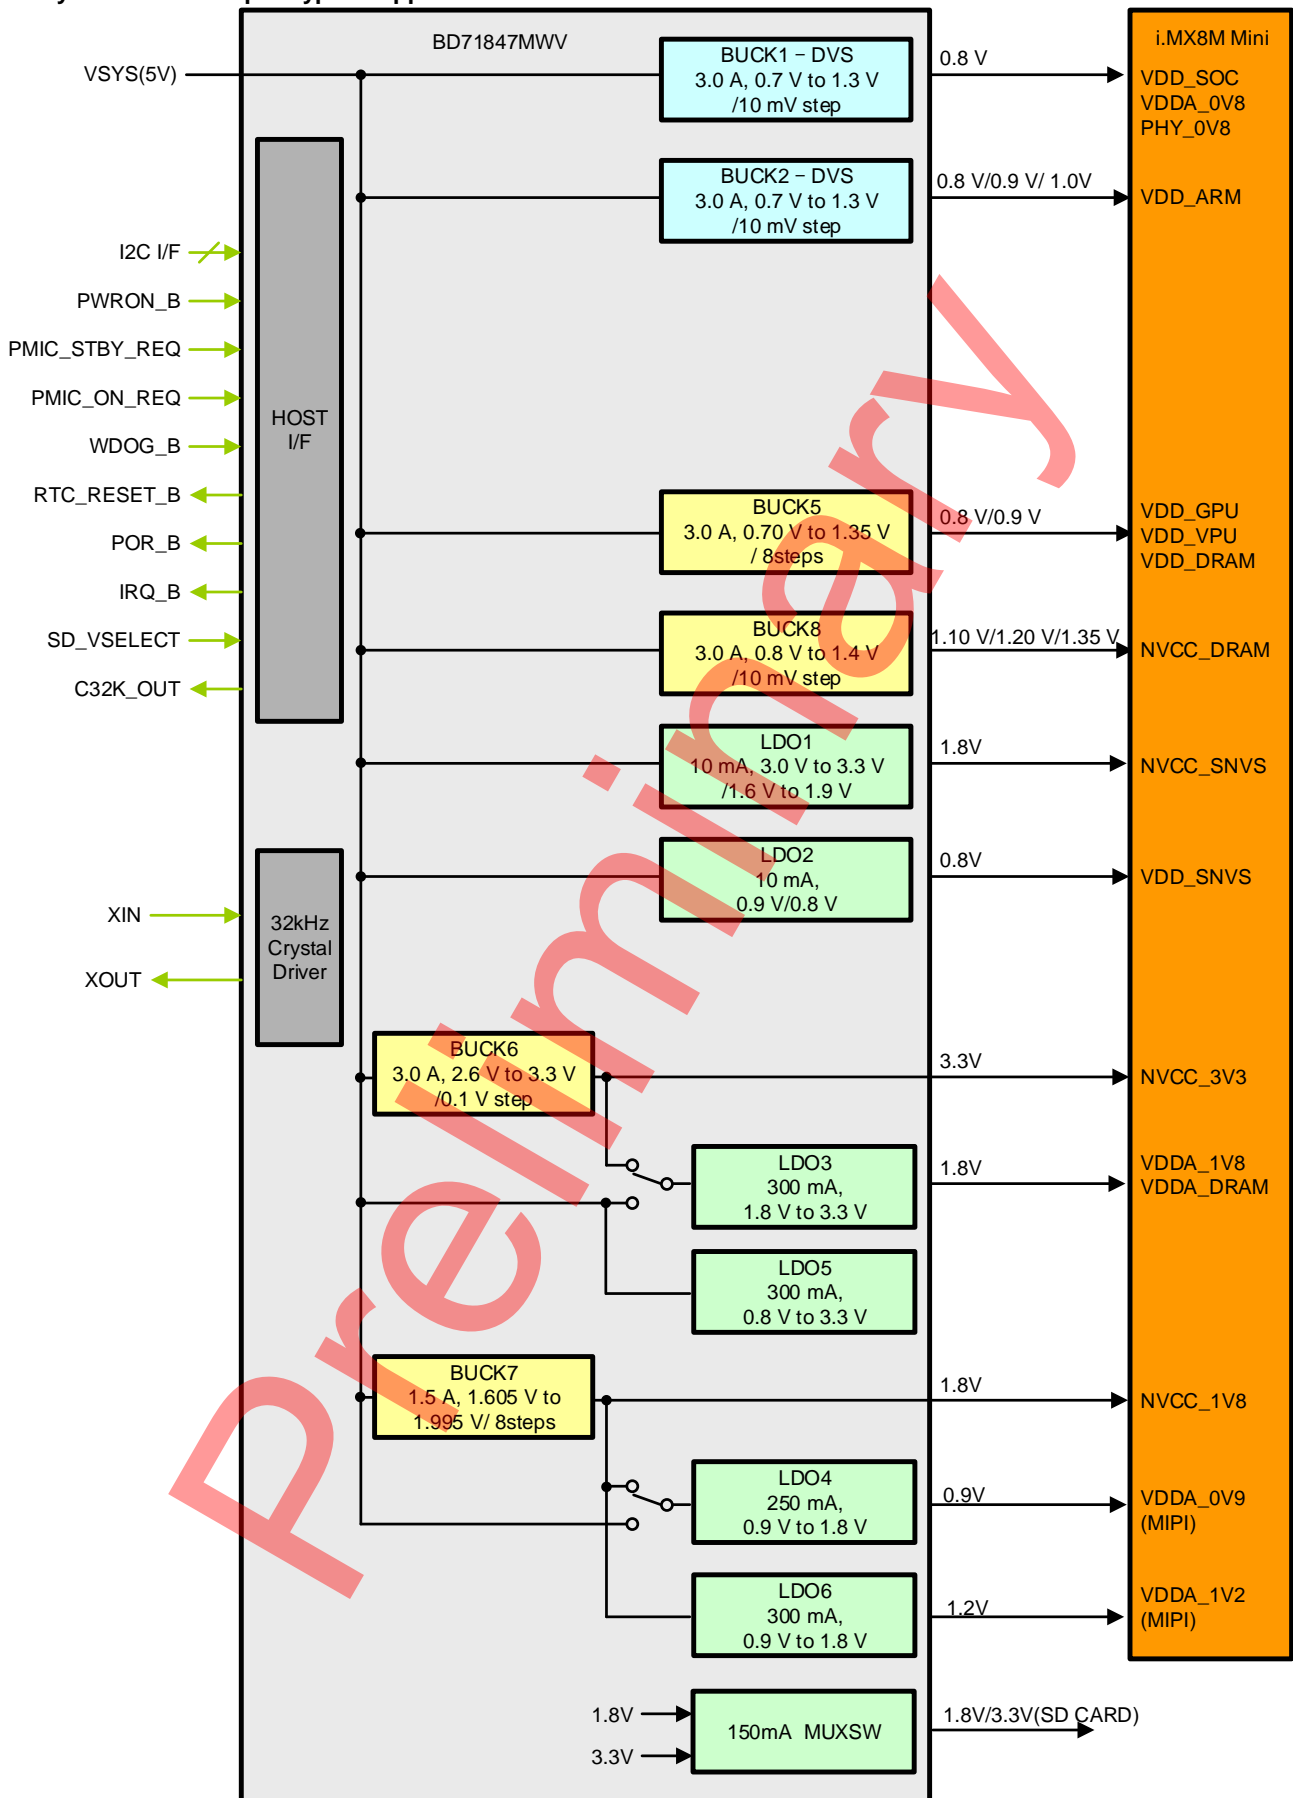 BD71847MWV
i.MX8M Mini
VSYS(5V)
BUCK1 – DVS
3.0 A, 0.7 V to 1.3 V
/10 mV step
0.8 V
VDD_SOC
VDDA_0V8
PHY_0V8
BUCK2 – DVS
3.0 A, 0.7 V to 1.3 V
/10 mV step
0.8 V/0.9 V/ 1.0V
VDD_ARM
I2C I/F
PWRON_B
PMIC_STBY_REQ
PMIC_ON_REQ
WDOG_B
RTC_RESET_B
POR_B
IRQ_B
SD_VSELECT
C32K_OUT
HOST
I/F
BUCK5
3.0 A, 0.70 V to 1.35 V
/ 8steps
0.8 V/0.9 V
VDD_GPU
VDD_VPU
VDD_DRAM
BUCK8
3.0 A, 0.8 V to 1.4 V
/10 mV step
1.10 V/1.20 V/1.35 V
NVCC_DRAM
LDO1
10 mA, 3.0 V to 3.3 V
/1.6 V to 1.9 V
1.8V
NVCC_SNVS
LDO2
10 mA,
0.9 V/0.8 V
0.8V
VDD_SNVS
XIN
XOUT
32kHz
Crystal
Driver
BUCK6
3.0 A, 2.6 V to 3.3 V
/0.1 V step
3.3V
NVCC_3V3
LDO3
300 mA,
1.8 V to 3.3 V
1.8V
VDDA_1V8
VDDA_DRAM
LDO5
300 mA,
0.8 V to 3.3 V
BUCK7
1.5 A, 1.605 V to
1.995 V/ 8steps
1.8V
NVCC_1V8
LDO4
250 mA,
0.9 V to 1.8 V
0.9V
VDDA_0V9
(MIPI)
LDO6
300 mA,
0.9 V to 1.8 V
1.2V
VDDA_1V2
(MIPI)
1.8V
3.3V
150mA MUXSW
1.8V/3.3V(SD CARD)
Preliminary